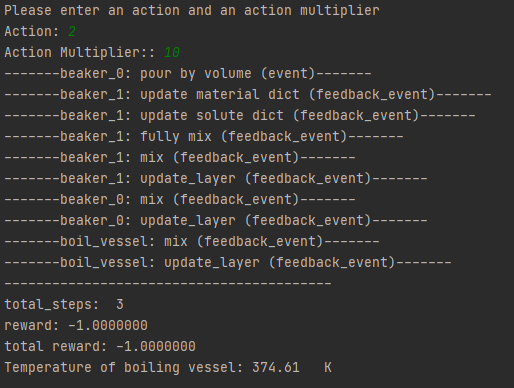 Please enter an action and an action multiplier
Action: 2
Action Multiplier:: 10
-------beaker_0: pour by volume (event)-------
-------beaker_1: update material dict (feedback_event)-------
-------beaker_1: update solute dict (feedback_event)-------
-------beaker_1: fully mix (feedback_event)-------
-------beaker_1: mix (feedback_event)-------
-------beaker_1: update_layer (feedback_event)-------
-------beaker_0: mix (feedback_event)-------
-------beaker_0: update_layer (feedback_event)-------
-------boil_vessel: mix (feedback_event)-------
-------boil_vessel: update_layer (feedback_event)-------
-----------------------------------------
total_steps:  3
reward: -1.0000000
total reward: -1.0000000
Temperature of boiling vessel: 374.61   K